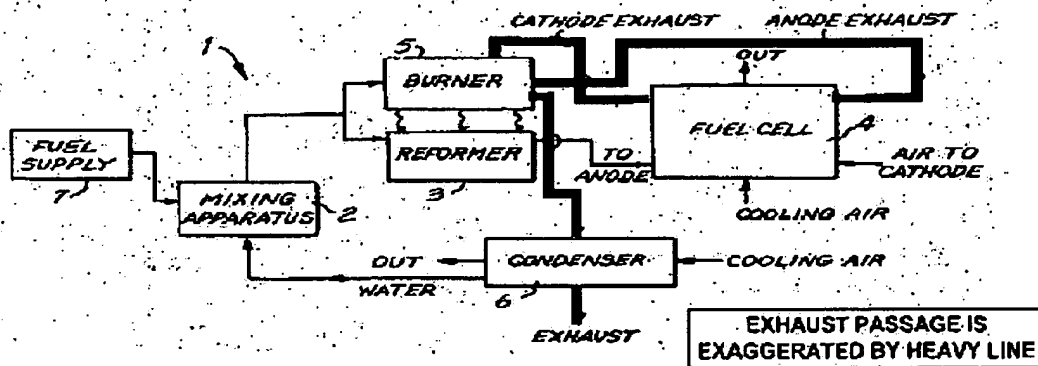 CATHODE EXHAUST
ANODE EXHAUST
1
5
BURNER
OUT
FUEL CELL
4
FUEL
SUPPLY
7
REFORMER
3
TO
ANODE
AIR TO
CATHODE
MIXING
APPARATUS
2
COOLING AIR
OUT
WATER
CONDENSER
6
COOLING AIR
EXHAUST
EXHAUST PASSAGE IS
EXAGGERATED BY HEAVY LINE